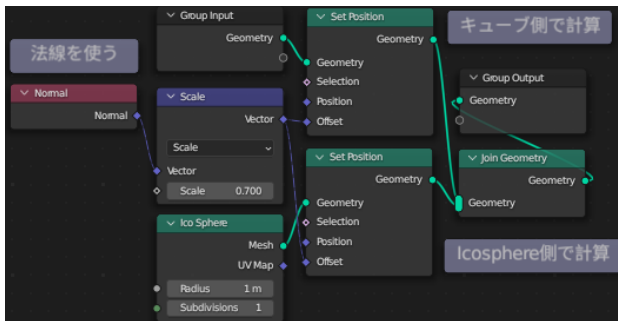 法線を使う
Normal
Normal
Group Input
Geometry
Scale
Vector
Scale
Vector
Scale 0.700
Ico Sphere
Mesh
UV Map
Radius 1 m
Subdivisions 1
Set Position
Geometry
Geometry
Selection
Position
Offset
Set Position
Geometry
Geometry
Selection
Position
Offset
キューブ側で計算
Group Output
Geometry
Join Geometry
Geometry
Geometry
Icosphere側で計算